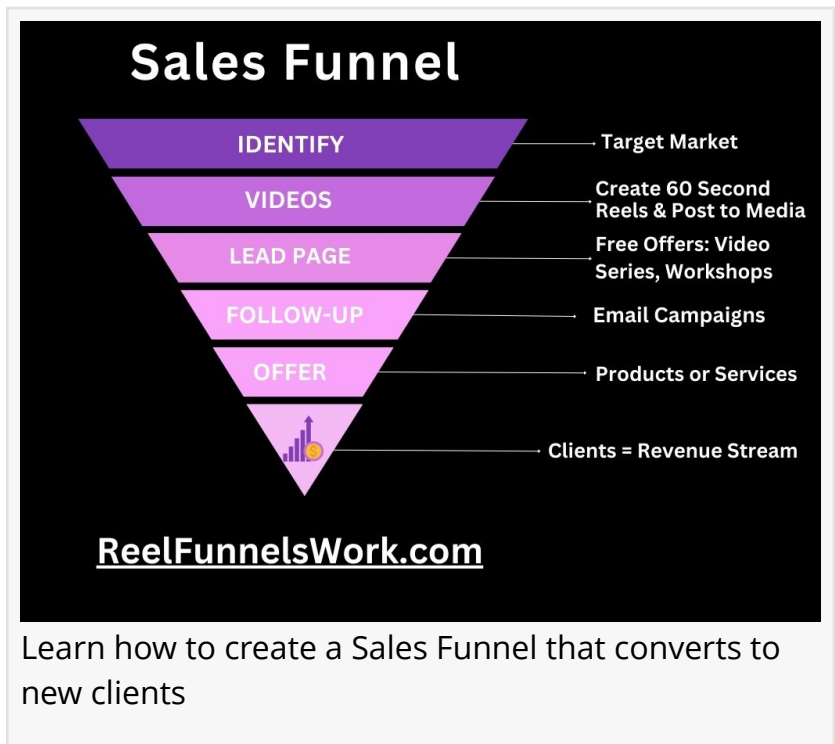 Sales Funnel
IDENTIFY
Target Market
VIDEOS
Create 60 Second
Reels & Post to Media
LEAD PAGE
Free Offers: Video
Series, Workshops
FOLLOW-UP
Email Campaigns
OFFER
Products or Services
$
Clients = Revenue Stream
ReelFunnelsWork.com
Learn how to create a Sales Funnel that converts to
new clients